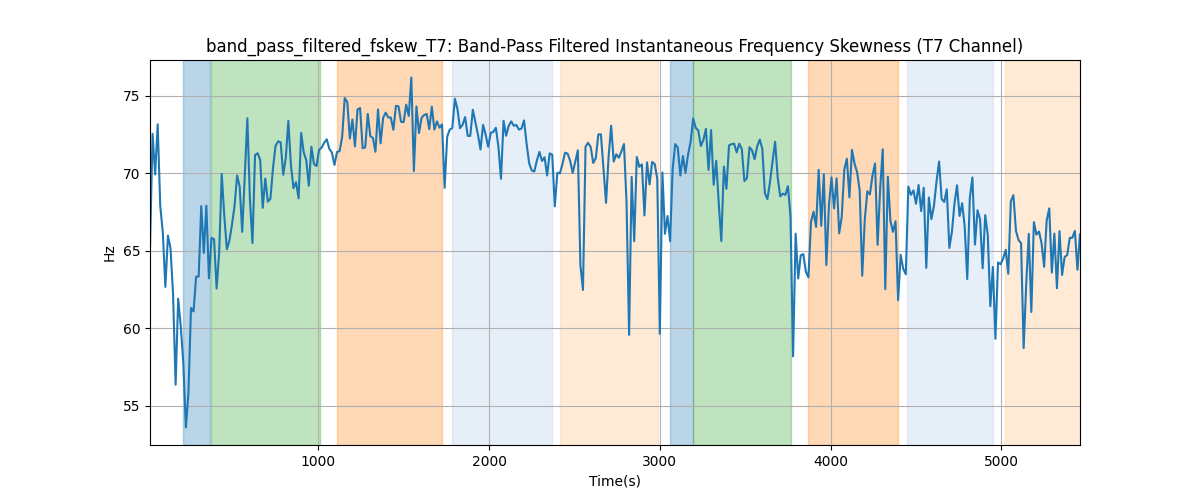 band_pass_filtered_fskew_T7: Band-Pass Filtered Instantaneous Frequency Skewness (T7 Channel)
75
70
65
60
55
Hz
1000 2000 3000 4000 5000
Time(s)